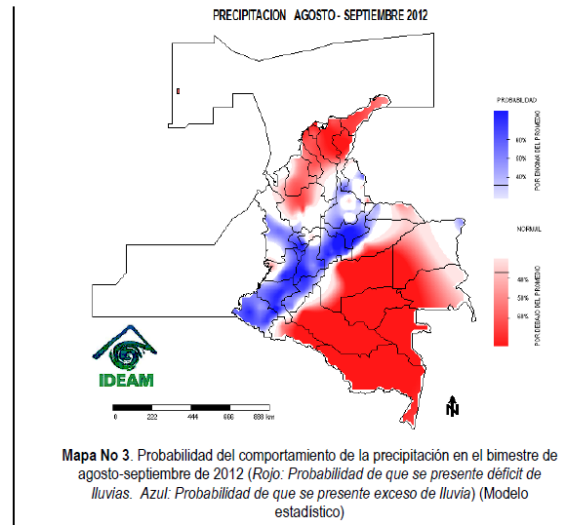 PRECIPITACION AGOSTO - SEPTIEMBRE 2012
PROBABILIDAD
80%
60%
40%
POR ENCIMA DEL PROMEDIO
NORMAL
40%
50%
60%
POR DEBAJO DEL PROMEDIO
IDEAM
0 222 444 666 888 km
N
Mapa No 3. Probabilidad del comportamiento de la precipitación en el bimestre de
agosto-septiembre de 2012 (Rojo: Probabilidad de que se presente déficit de
lluvias. Azul: Probabilidad de que se presente exceso de lluvia) (Modelo
estadístico)